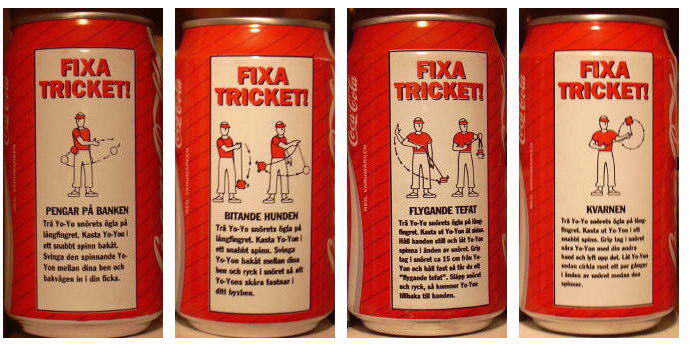 FIXA
TRICKET!
PENGAR PÅ BANKEN
Trä Yo-Yo snörets ögla på
långfingret. Kasta Yo-Yon i
ett snabbt spinn bakåt.
Svinga den spinnande Yo-
Yon mellan dina ben och
bakvägen in i din ficka.
REG. VARUMÄRKEN
FIXA
TRICKET!
BITANDE HUNDEN
Trä Yo-Yo snörets ögla på
långfingret. Kasta Yo-Yon i
ett snabbt spinn. Svinga
Yo-Yon bakåt mellan dina
ben och ryck i snöret så att
Yo-Yons skåra fastnar i
ditt byxben.
Coca-Cola
REG. VARUMÄRKEN
FIXA
TRICKET!
FLYGANDE TEFAT
Trä Yo-Yo snörets ögla på lång-
fingret. Kasta ut Yo-Yon åt sidan.
Håll handen still och låt Yo-Yon
spinna i änden av snöret. Grip
tag i snöret ca 15 cm från Yo-
Yon och håll fast så får du ett
"flygande tefat". Släpp snöret
och ryck, så kommer Yo-Yon
tillbaka till handen.
FIXA
TRICKET!
KVARNEN
Trä Yo-Yo snörets ögla på lång-
fingret. Kasta ut Yo-Yon i ett
snabbt spinn. Grip tag i snöret
nära Yo-Yon med din andra
hand och lyft upp det. Låt Yo-Yon
sedan cirkla runt ett par gånger
i änden av snöret medan den
spinner.